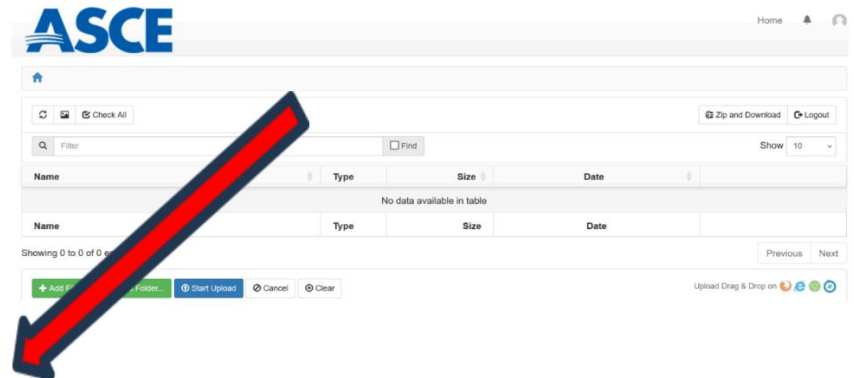 ASCE
Home
Check All
Zip and Download Logout
Filter Find Show 10
Name Type Size Date
No data available in table
Name Type Size Date
Showing 0 to 0 of 0
Previous Next
+ Add Folder... Start Upload Cancel Clear
Upload Drag & Drop on